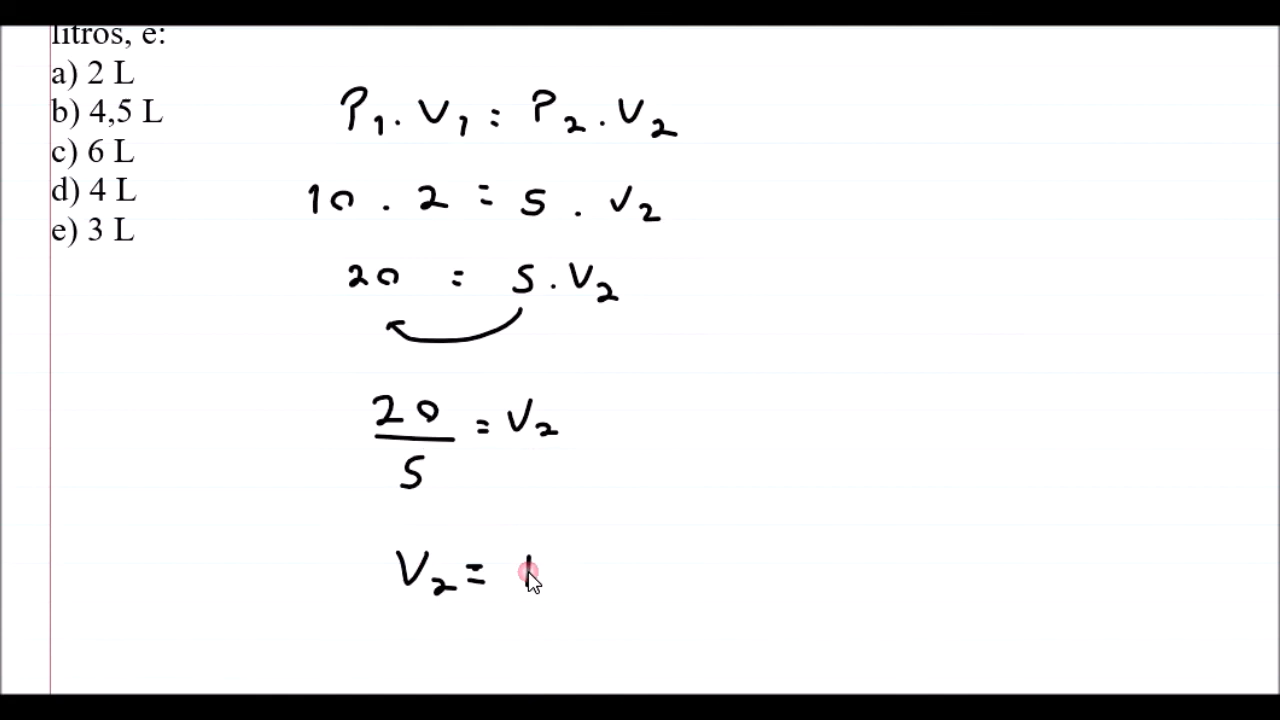 litros, é:
a) 2 L
b) 4,5 L
c) 6 L
d) 4 L
e) 3 L
P1 . V1 = P2 . V2
10 . 2 = 5 . V2
20 = 5 . V2
20/5 = V2
V2 =